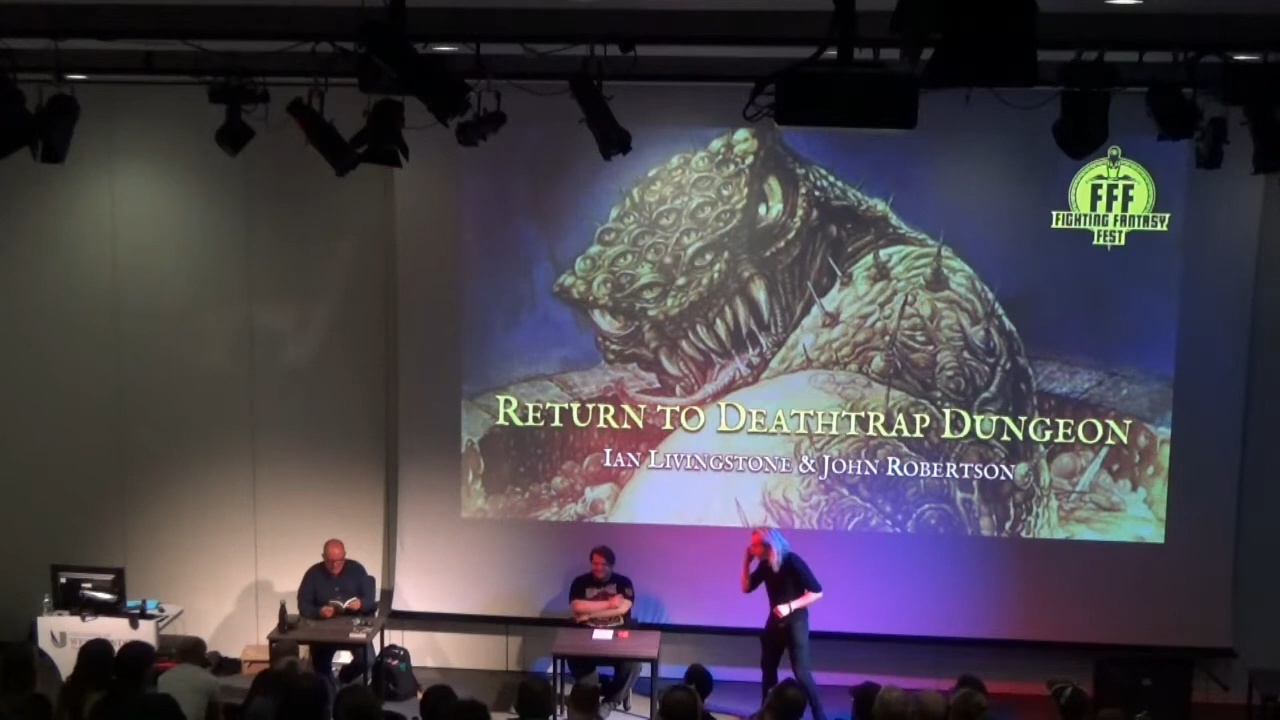 FFF
FIGHTING FANTASY
FEST
RETURN TO DEATHTRAP DUNGEON
IAN LIVINGSTONE & JOHN ROBERTSON